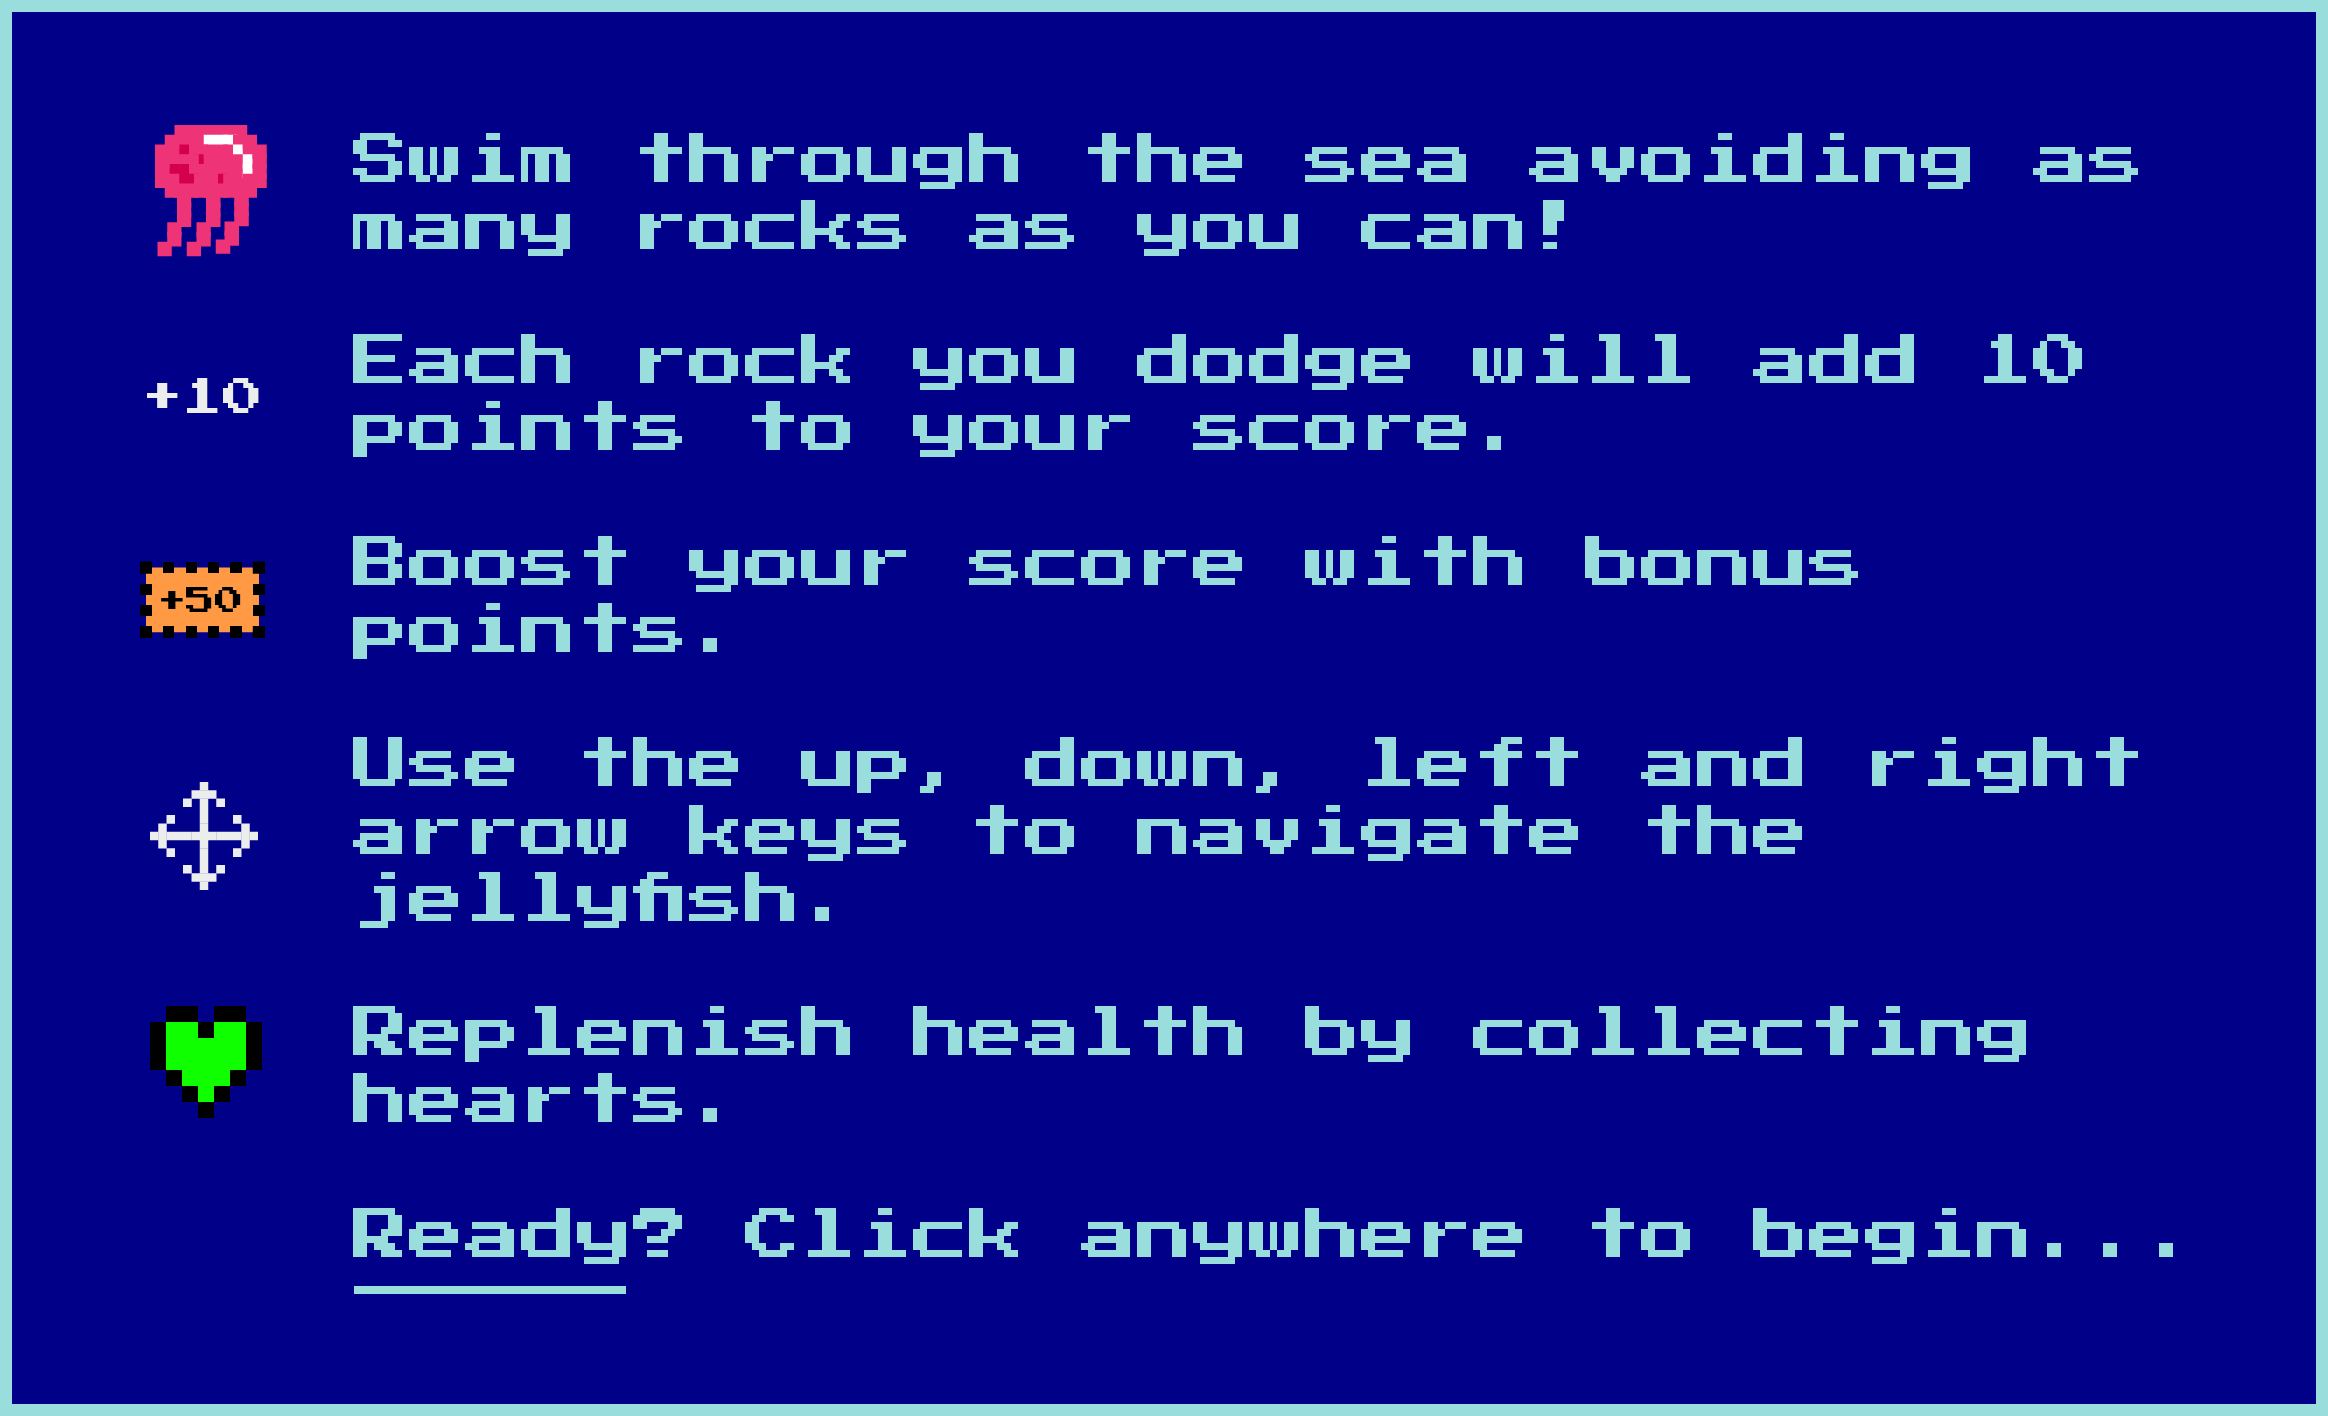 Swim through the sea avoiding as
many rocks as you can!
+10
Each rock you dodge will add 10
points to your score.
+50
Boost your score with bonus
points.
Use the up, down, left and right
arrow keys to navigate the
jellyfish.
Replenish health by collecting
hearts.
Ready? Click anywhere to begin...